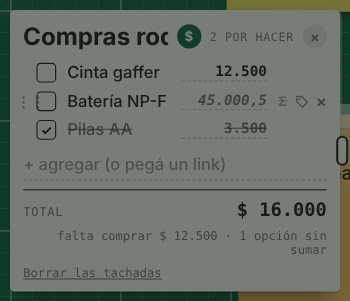 Compras roc $ 2 POR HACER ×
Cinta gaffer 12.500
Batería NP-F 45.000,5 Σ ×
Pilas AA 3.500
+ agregar (o pegá un link)
TOTAL $ 16.000
falta comprar $ 12.500 · 1 opción sin
sumar
Borrar las tachadas